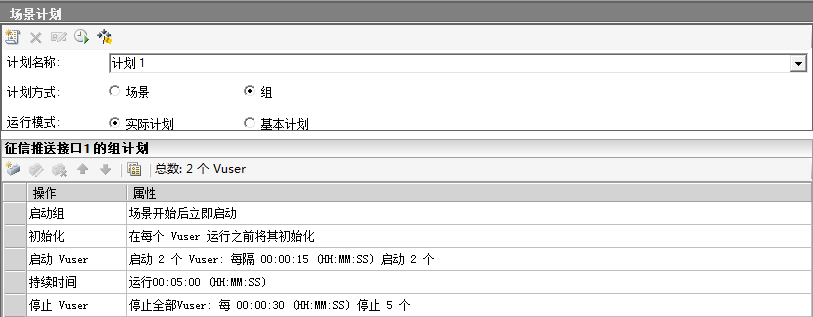 场景计划
计划名称: 计划 1
计划方式: 场景 组
运行模式: 实际计划 基本计划
征信推送接口1 的组计划
总数: 2 个 Vuser
操作 属性
启动组 场景开始后立即启动
初始化 在每个 Vuser 运行之前将其初始化
启动 Vuser 启动 2 个 Vuser: 每隔 00:00:15 (HH:MM:SS) 启动 2 个
持续时间 运行00:05:00 (HH:MM:SS)
停止 Vuser 停止全部Vuser: 每 00:00:30 (HH:MM:SS) 停止 5 个